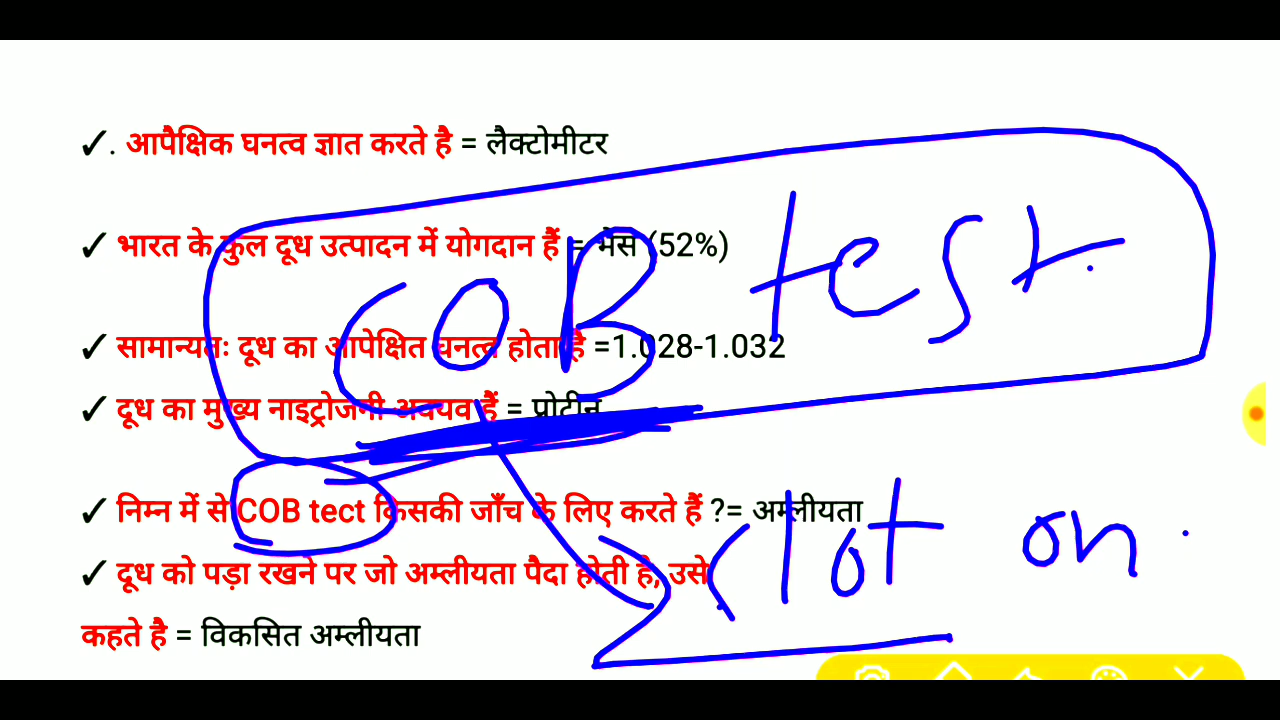 ✓. आपैक्षिक घनत्व ज्ञात करते है = लैक्टोमीटर
✓ भारत के कुल दूध उत्पादन में योगदान हैं = भैंस (52%)
COB test
✓ सामान्यतः दूध का आपेक्षित घनत्व होता है =1.028-1.032
✓ दूध का मुख्य नाइट्रोजनी अवयव हैं = प्रोटीन
✓ निम्न में से COB tect किसकी जाँच के लिए करते हैं ?= अम्लीयता
clot on
✓ दूध को पड़ा रखने पर जो अम्लीयता पैदा होती हे, उसे
कहते है = विकसित अम्लीयता